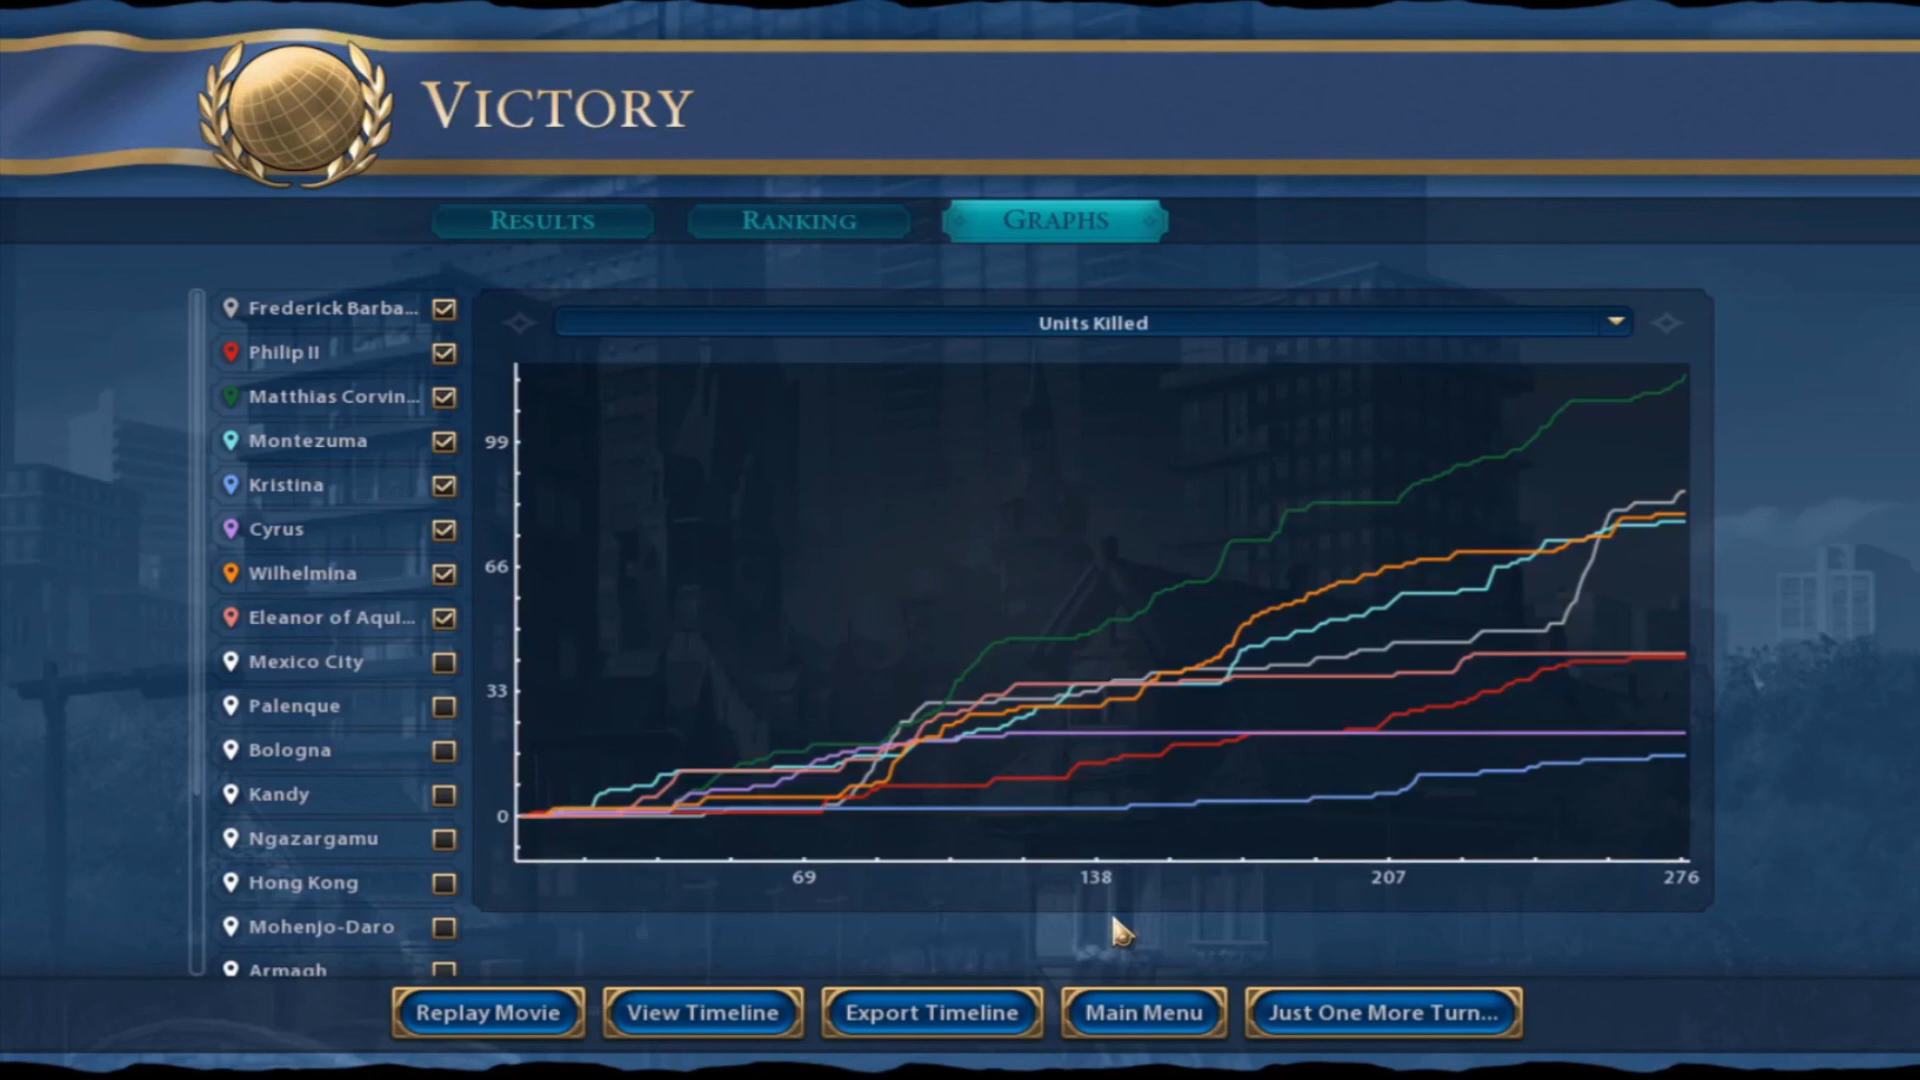 VICTORY
RESULTS
RANKING
GRAPHS
Frederick Barba...
Philip II
Matthias Corvin...
Montezuma
Kristina
Cyrus
Wilhelmina
Eleanor of Aqui...
Mexico City
Palenque
Bologna
Kandy
Ngazargamu
Hong Kong
Mohenjo-Daro
Armagh
Units Killed
99
66
33
0
69
138
207
276
Replay Movie
View Timeline
Export Timeline
Main Menu
Just One More Turn...